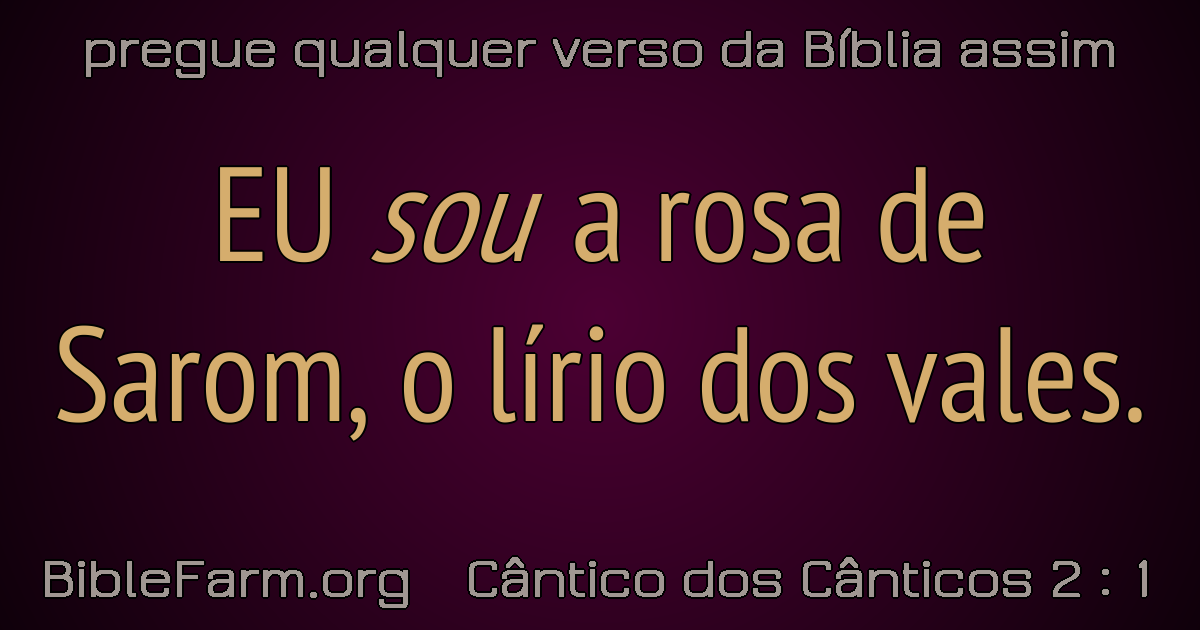 pregue qualquer verso da Bíblia assim
EU sou a rosa de
Sarom, o lírio dos vales.
BibleFarm.org Cântico dos Cânticos 2 : 1